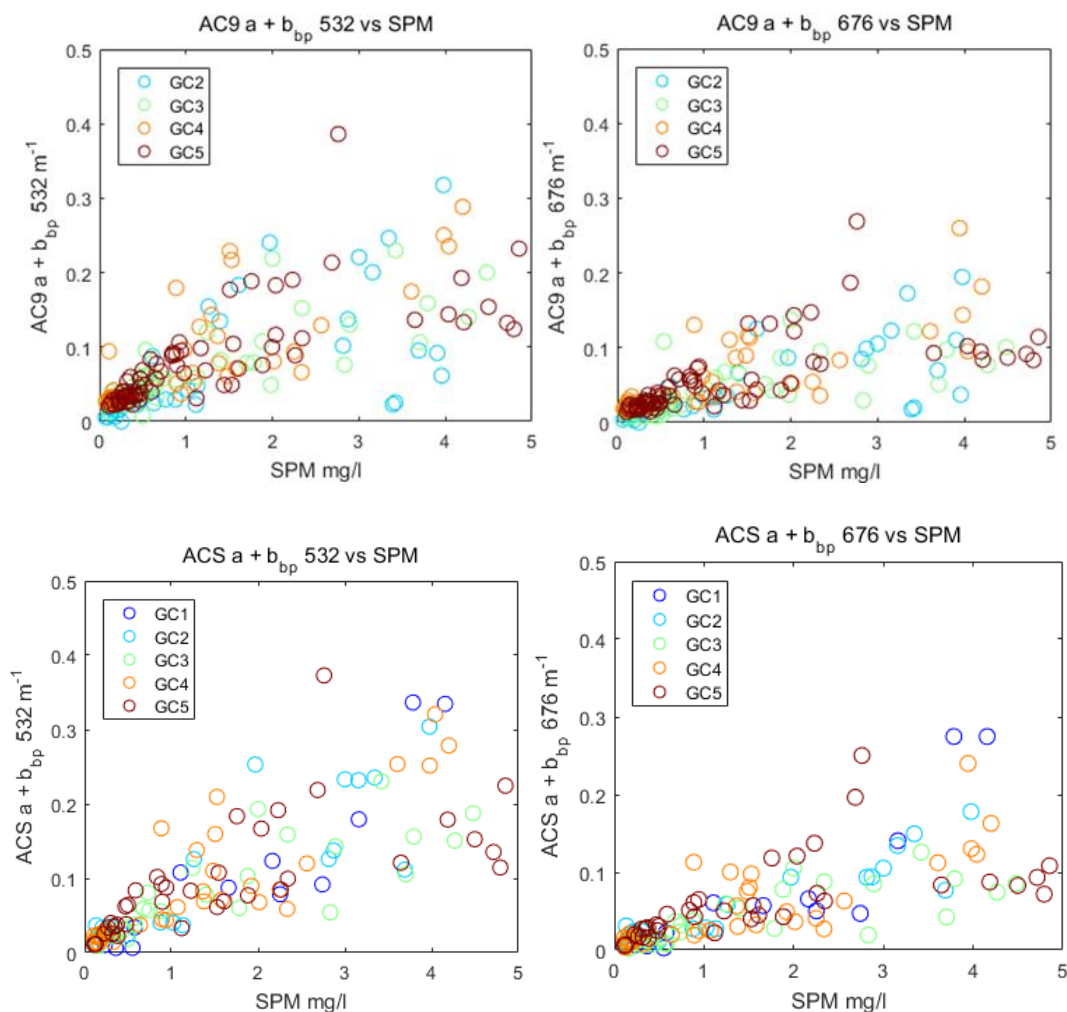 AC9 a + b_bp 532 vs SPM
0.5
0.4
0.3
0.2
0.1
0
AC9 a + b_bp 532 m^-1
GC2
GC3
GC4
GC5
0 1 2 3 4 5
SPM mg/l
AC9 a + b_bp 676 vs SPM
0.5
0.4
0.3
0.2
0.1
0
AC9 a + b_bp 676 m^-1
GC2
GC3
GC4
GC5
0 1 2 3 4 5
SPM mg/l
ACS a + b_bp 532 vs SPM
0.5
0.4
0.3
0.2
0.1
0
ACS a + b_bp 532 m^-1
GC1
GC2
GC3
GC4
GC5
0 1 2 3 4 5
SPM mg/l
ACS a + b_bp 676 vs SPM
0.5
0.4
0.3
0.2
0.1
0
ACS a + b_bp 676 m^-1
GC1
GC2
GC3
GC4
GC5
0 1 2 3 4 5
SPM mg/l